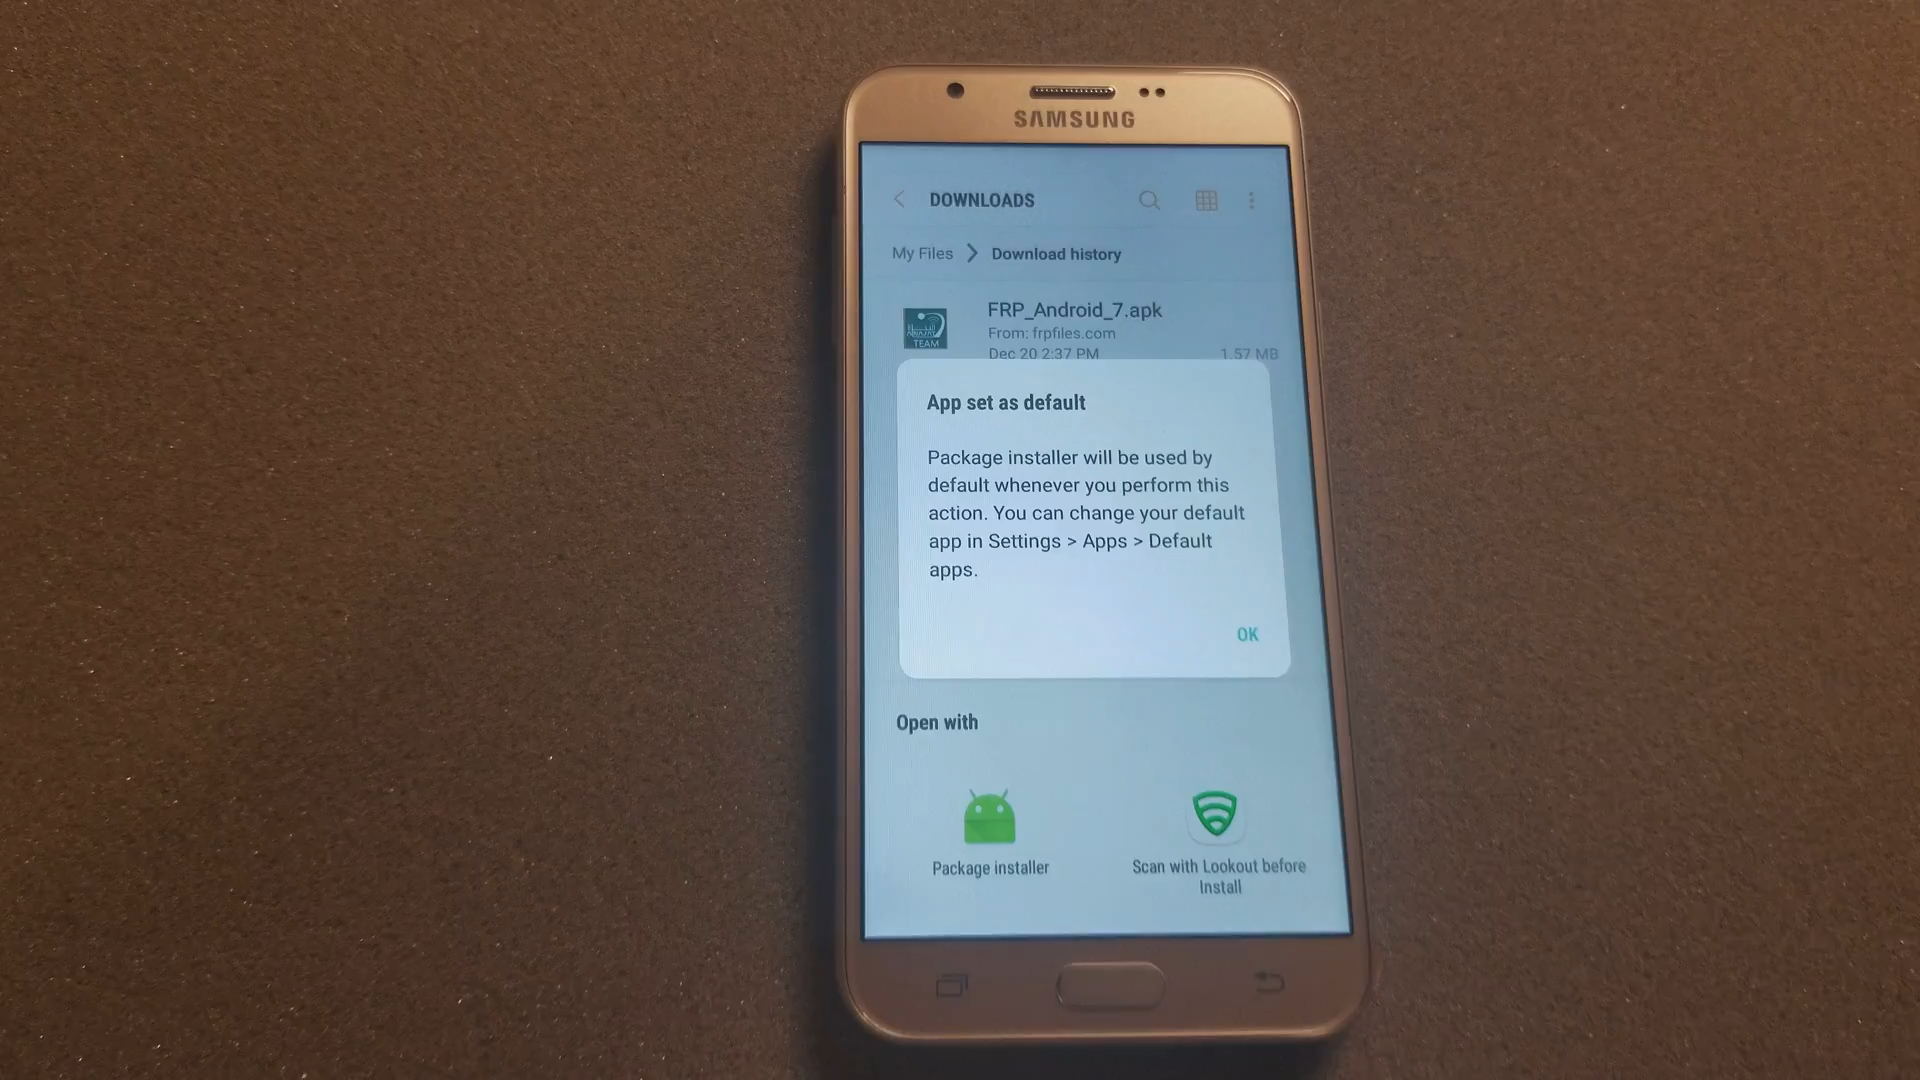 SAMSUNG
DOWNLOADS
My Files > Download history
FRP_Android_7.apk
From: frpfiles.com
Dec 20 2:37 PM 1.57 MB
TEAM
App set as default
Package installer will be used by
default whenever you perform this
action. You can change your default
app in Settings > Apps > Default
apps.
OK
Open with
Package installer
Scan with Lookout before
Install